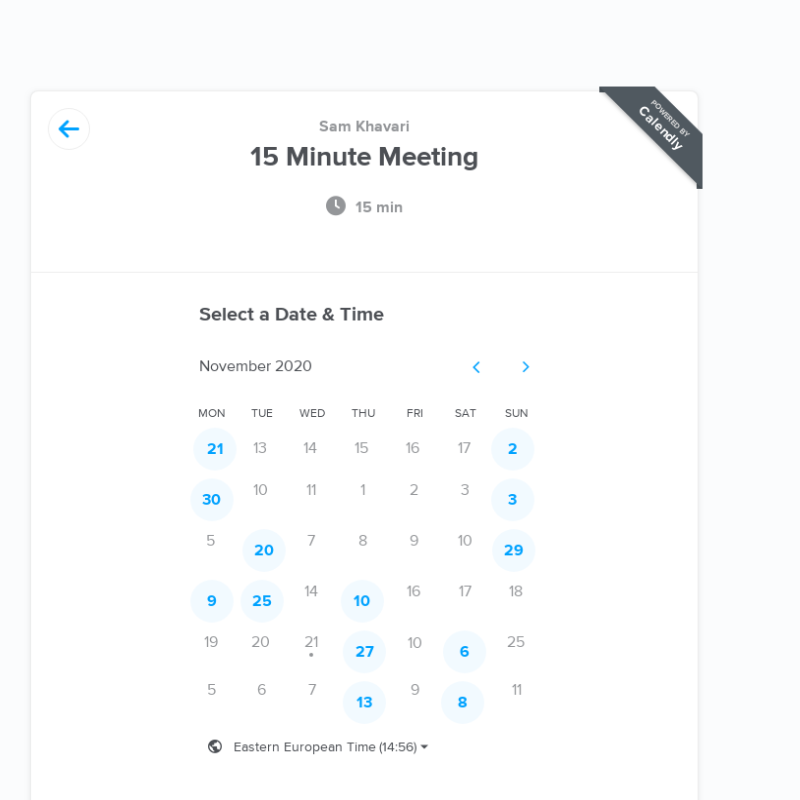 POWERED BY
Calendly
Sam Khavari
15 Minute Meeting
15 min
Select a Date & Time
November 2020
MON TUE WED THU FRI SAT SUN
21 13 14 15 16 17 2
30 10 11 1 2 3 3
5 20 7 8 9 10 29
9 25 14 10 16 17 18
19 20 21 27 10 6 25
5 6 7 13 9 8 11
Eastern European Time (14:56)